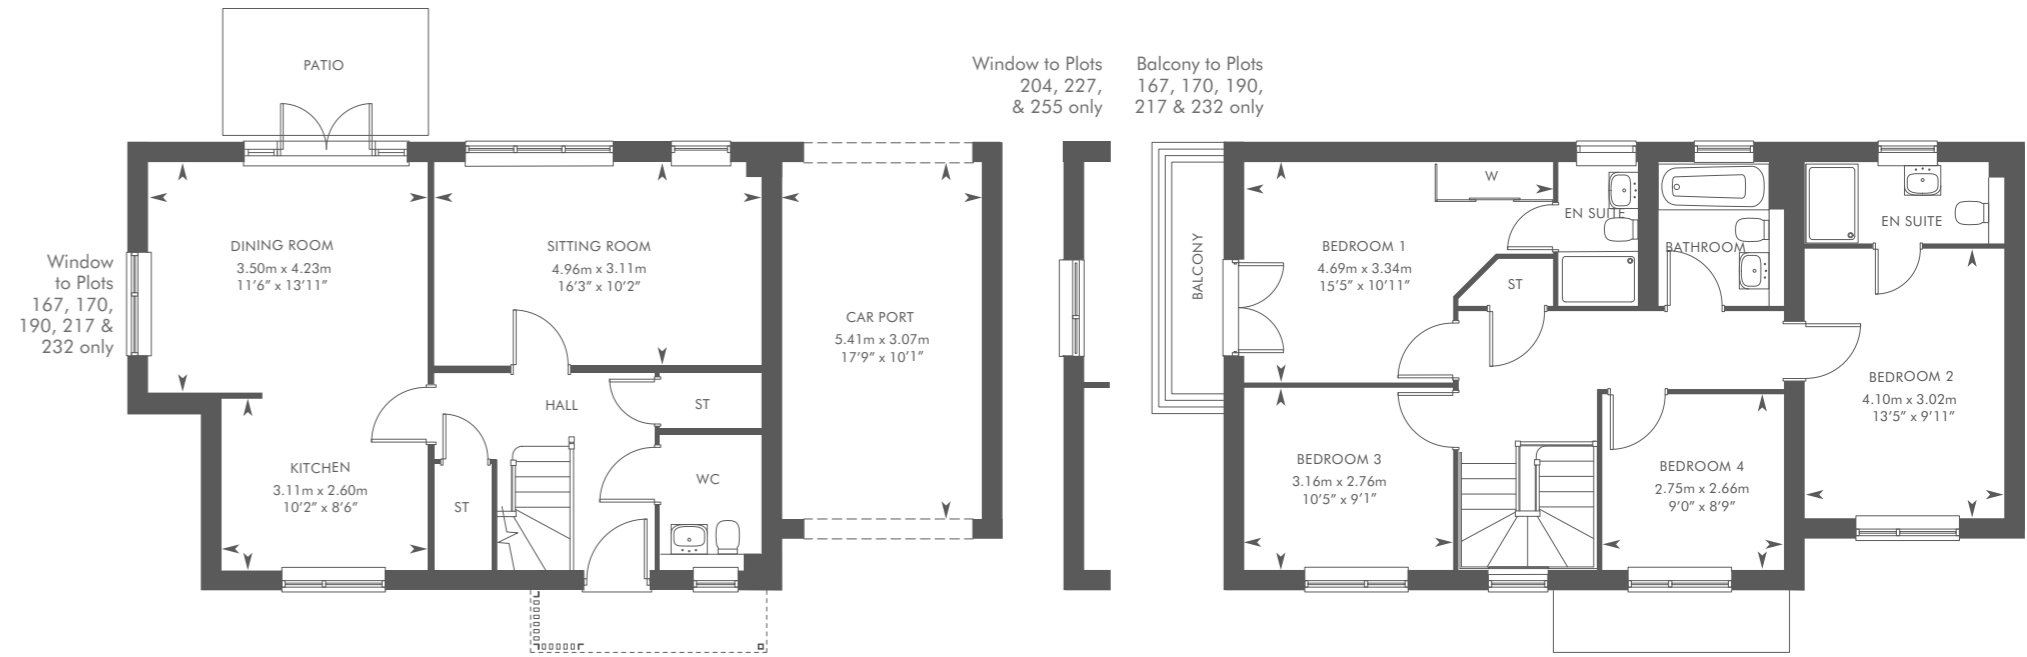 PATIO
DINING ROOM
3.50m x 4.23m
11’6” x 13’11”
SITTING ROOM
4.96m x 3.11m
16’3” x 10’2”
CAR PORT
5.41m x 3.07m
17’9” x 10’1”
Window
to Plots
167, 170,
190, 217 &
232 only
HALL
ST
KITCHEN
3.11m x 2.60m
10’2” x 8’6”
ST
WC
Window to Plots
204, 227,
& 255 only
Balcony to Plots
167, 170, 190,
217 & 232 only
BALCONY
BEDROOM 1
4.69m x 3.34m
15’5” x 10’11”
W
EN SUITE
ST
BATHROOM
EN SUITE
BEDROOM 2
4.10m x 3.02m
13’5” x 9’11”
BEDROOM 3
3.16m x 2.76m
10’5” x 9’1”
BEDROOM 4
2.75m x 2.66m
9’0” x 8’9”